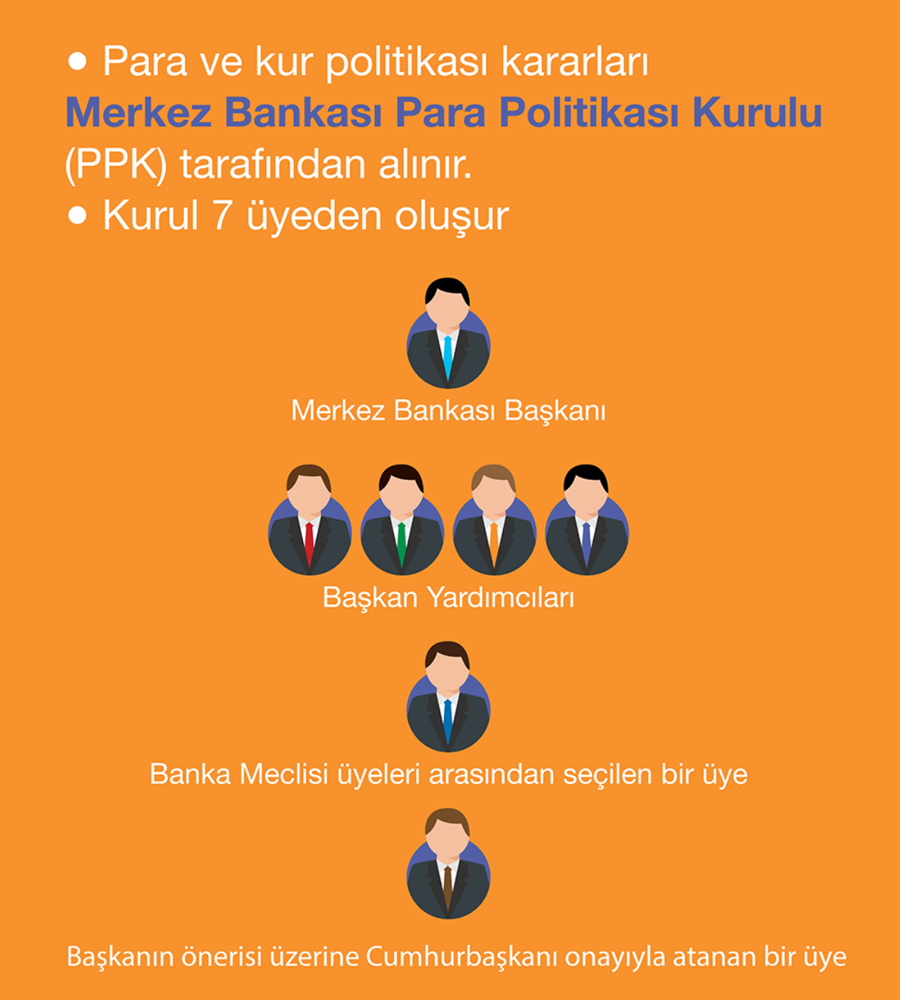 ● Para ve kur politikası kararları
Merkez Bankası Para Politikası Kurulu
(PPK) tarafından alınır.
● Kurul 7 üyeden oluşur
Merkez Bankası Başkanı
Başkan Yardımcıları
Banka Meclisi üyeleri arasından seçilen bir üye
Başkanın önerisi üzerine Cumhurbaşkanı onayıyla atanan bir üye